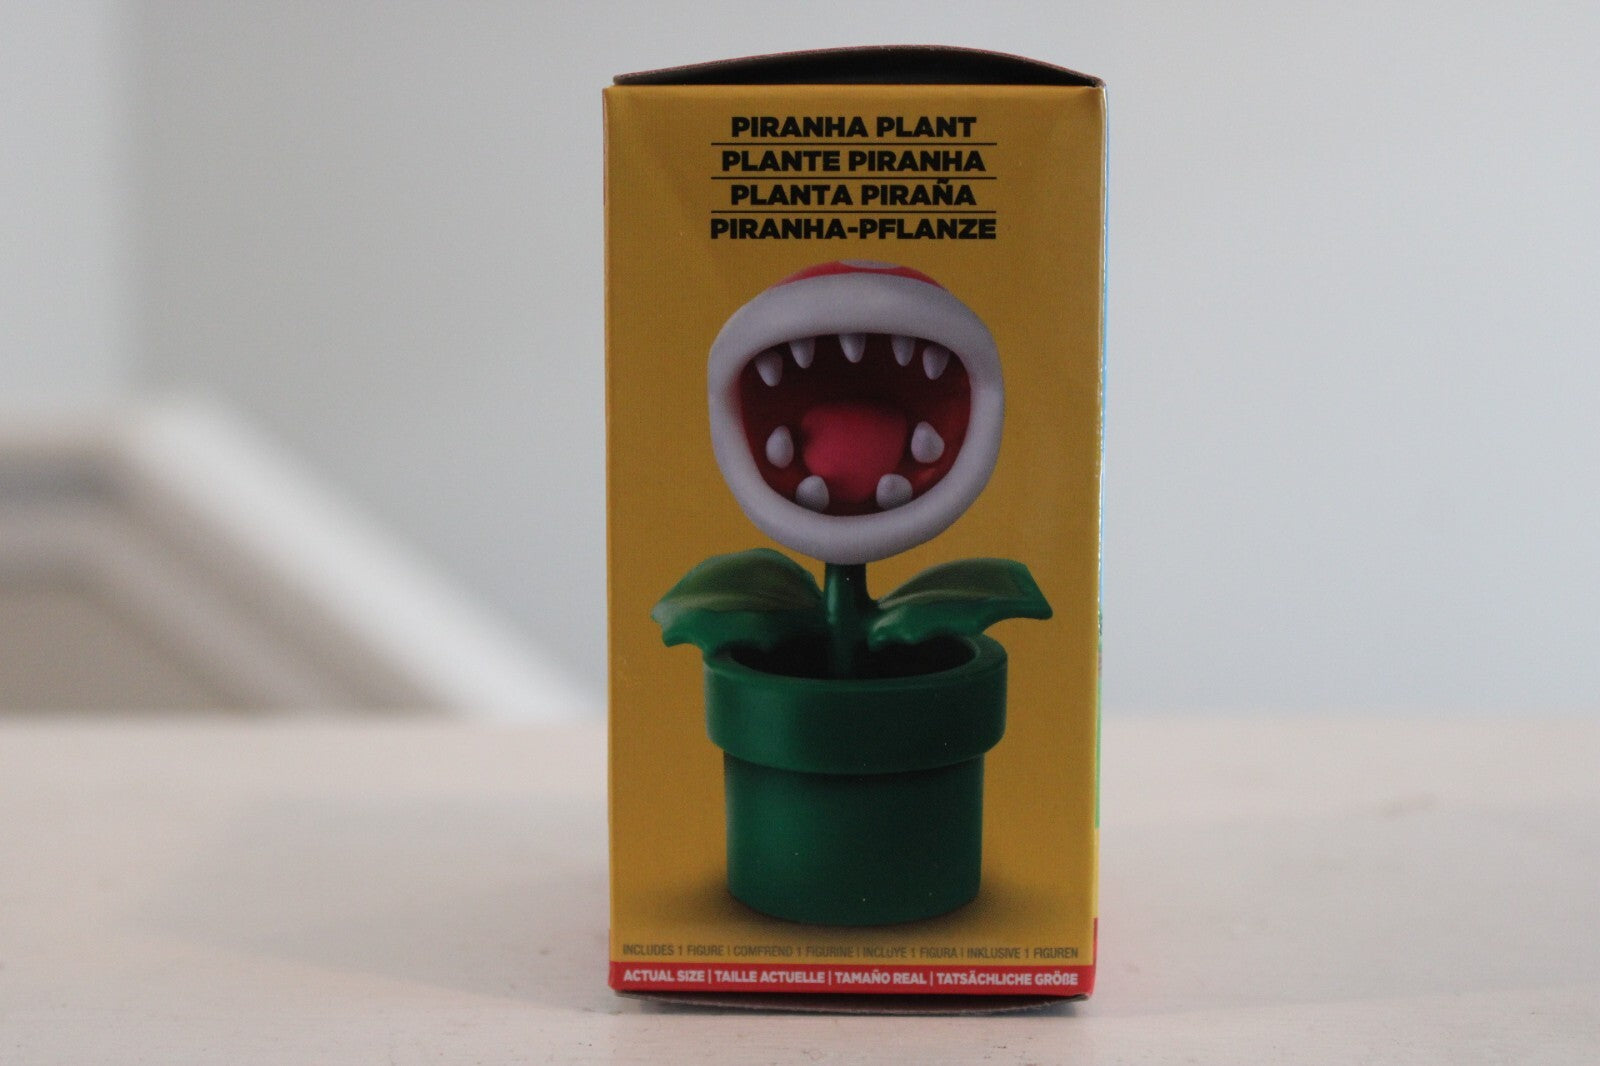 PIRANHA PLANT
PLANTE PIRANHA
PLANTA PIRAÑA
PIRANHA-PFLANZE
INCLUDES 1 FIGURE | COMPREND 1 FIGURINE | INCLUYE 1 FIGURA | INKLUSIVE 1 FIGUREN
ACTUAL SIZE | TAILLE ACTUELLE | TAMAÑO REAL | TATSÄCHLICHE GRÖßE